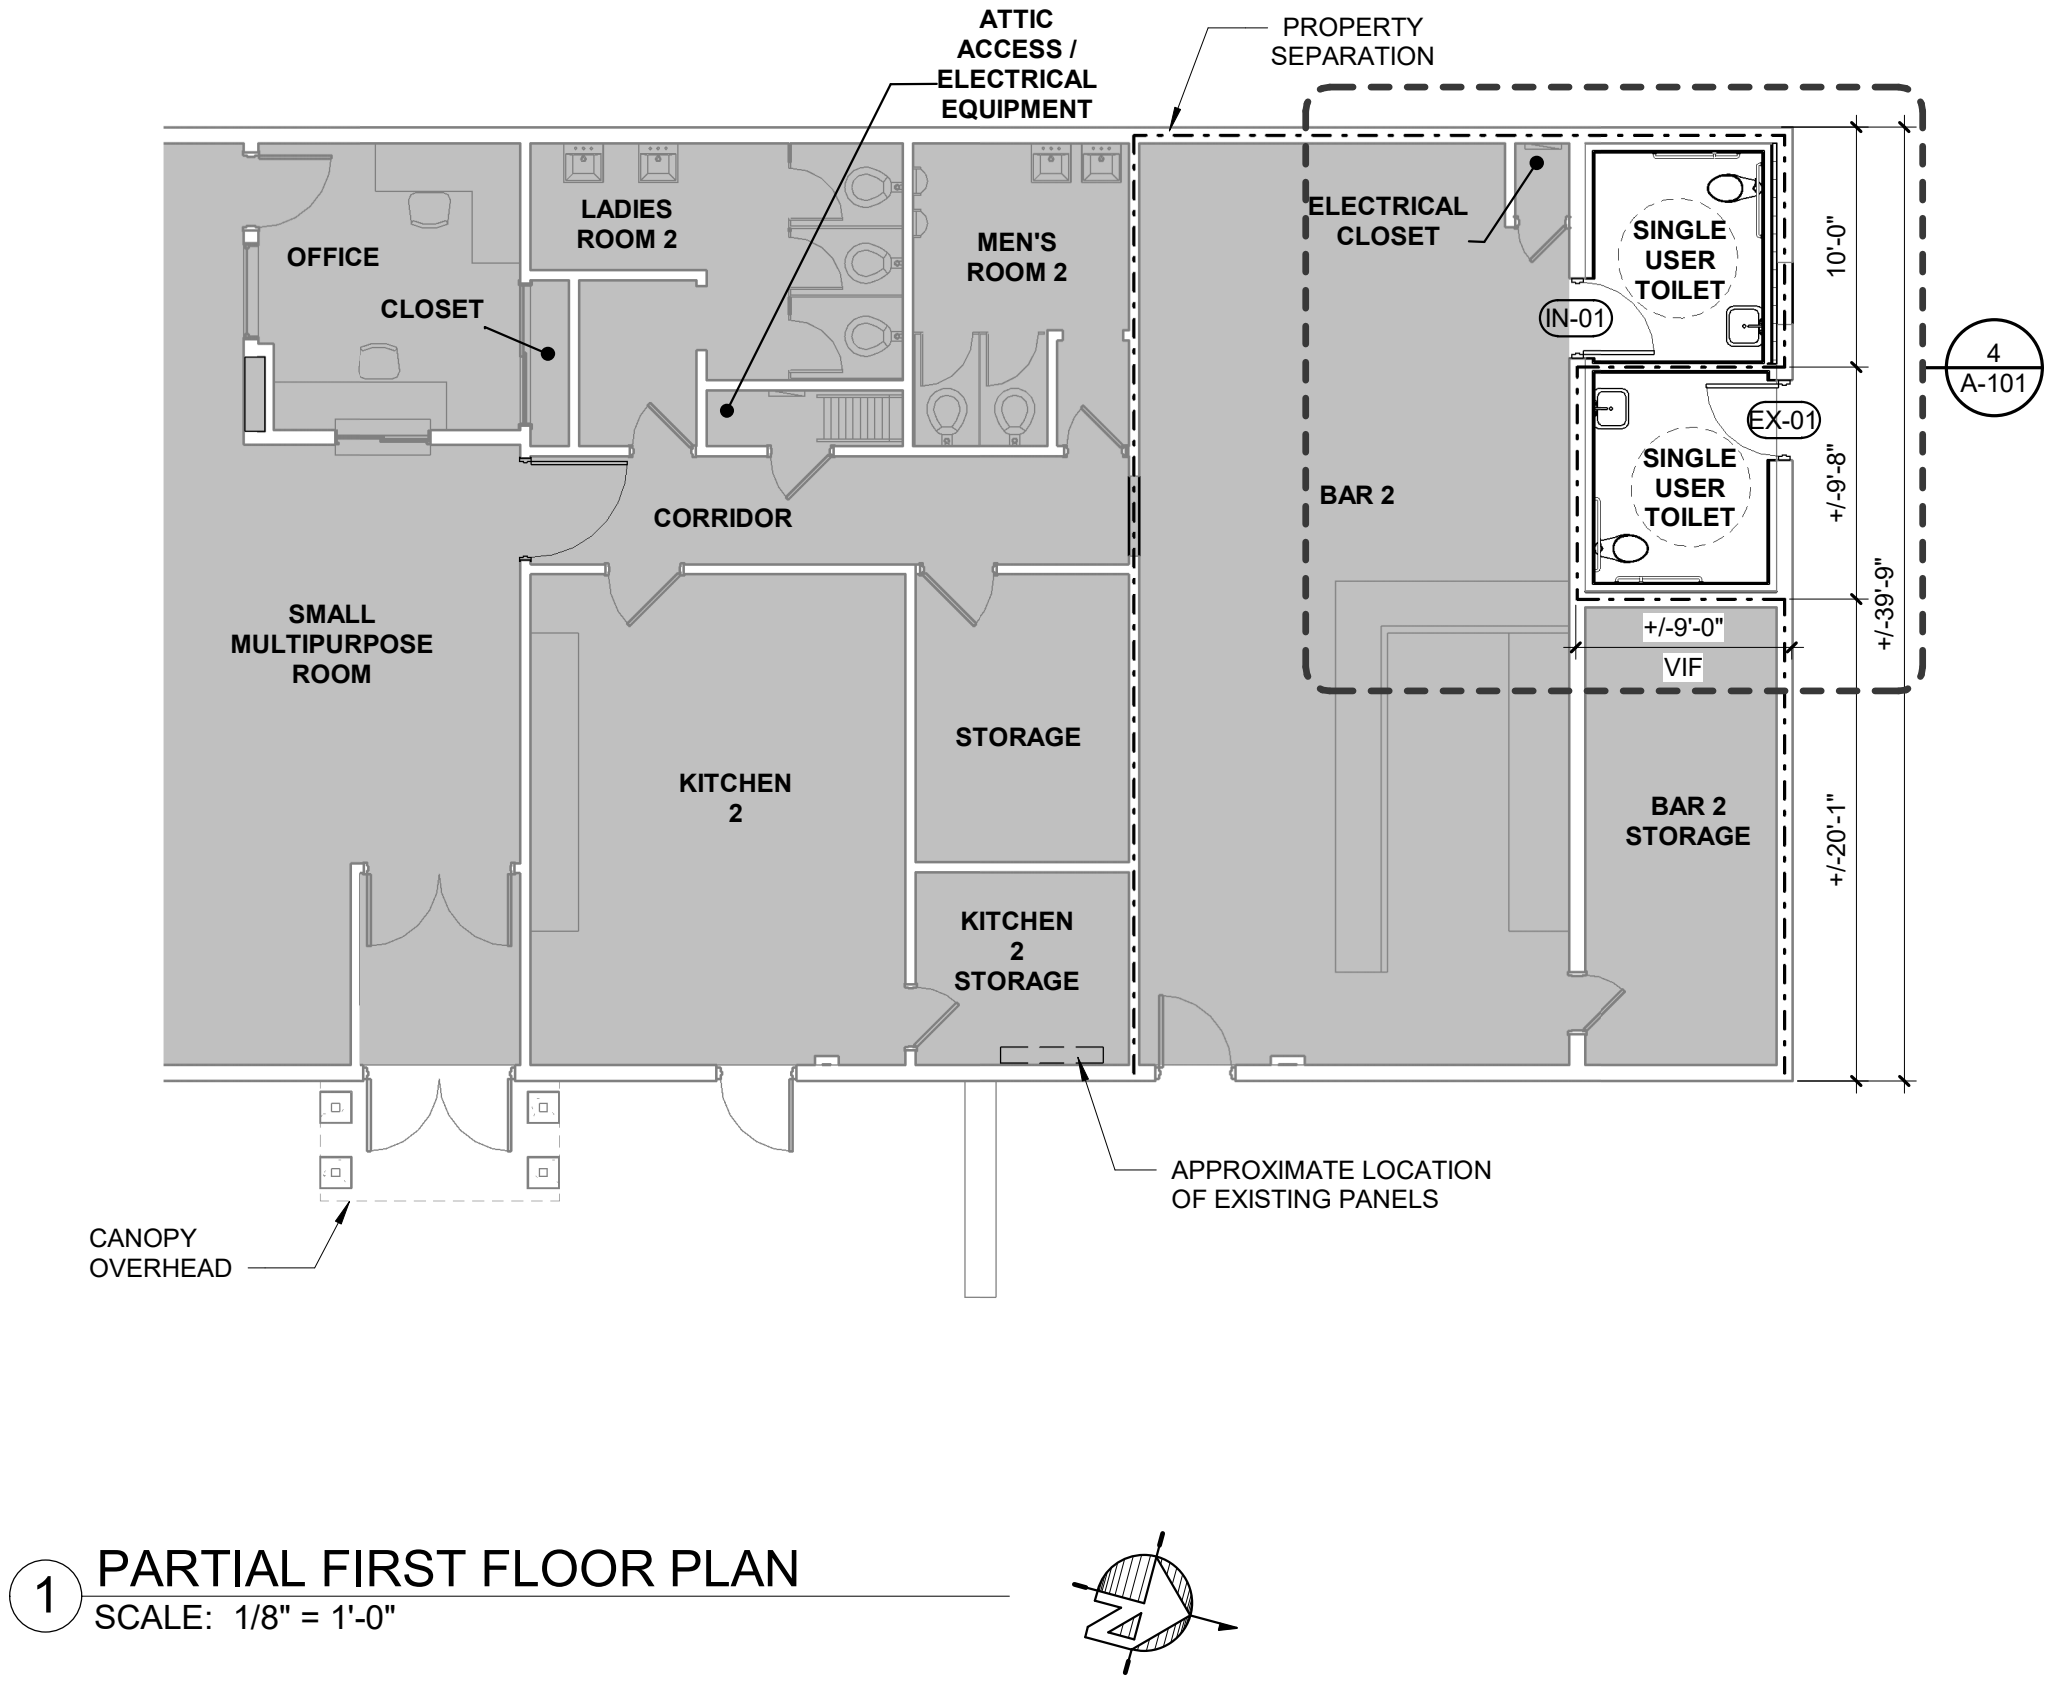 ATTIC
ACCESS /
ELECTRICAL
EQUIPMENT
PROPERTY
SEPARATION
OFFICE
CLOSET
LADIES
ROOM 2
MEN'S
ROOM 2
ELECTRICAL
CLOSET
SINGLE
USER
TOILET
IN-01
10'-0"
4
A-101
EX-01
SINGLE
USER
TOILET
+/-9'-8"
BAR 2
CORRIDOR
+/-39'-9"
SMALL
MULTIPURPOSE
ROOM
+/-9'-0"
VIF
STORAGE
KITCHEN
2
BAR 2
STORAGE
+/-20'-1"
KITCHEN
2
STORAGE
APPROXIMATE LOCATION
OF EXISTING PANELS
CANOPY
OVERHEAD
1
PARTIAL FIRST FLOOR PLAN
SCALE: 1/8" = 1'-0"
N